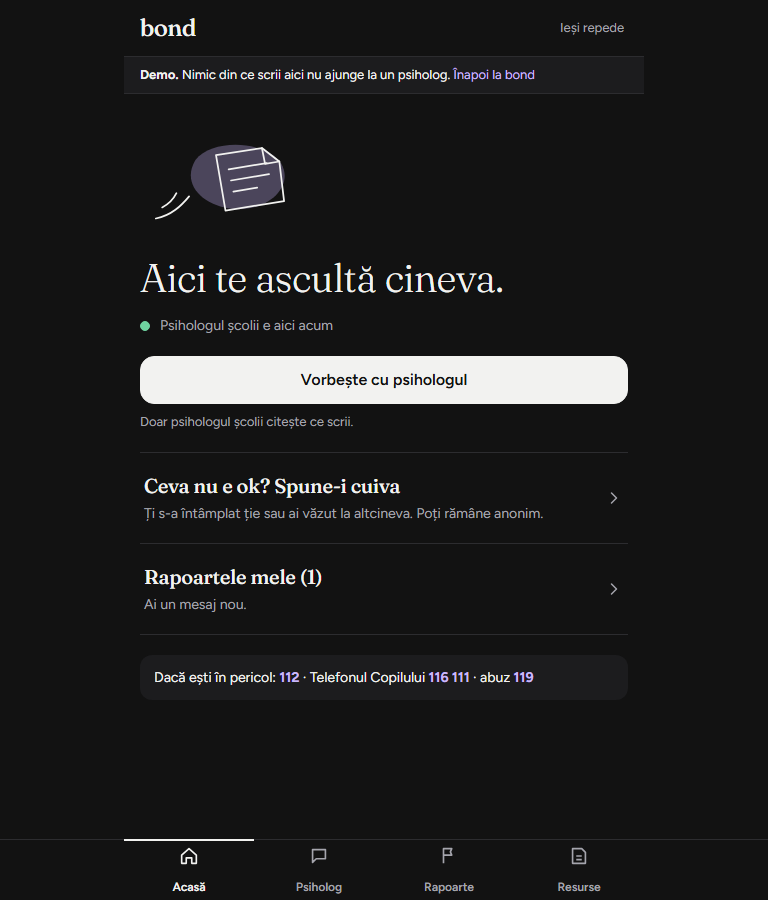 bond
Ieși repede
Demo. Nimic din ce scrii aici nu ajunge la un psiholog. Înapoi la bond
Aici te ascultă cineva.
Psihologul școlii e aici acum
Vorbește cu psihologul
Doar psihologul școlii citește ce scrii.
Ceva nu e ok? Spune-i cuiva
Ți s-a întâmplat ție sau ai văzut la altcineva. Poți rămâne anonim.
Rapoartele mele (1)
Ai un mesaj nou.
Dacă ești în pericol: 112 · Telefonul Copilului 116 111 · abuz 119
Acasă
Psiholog
Rapoarte
Resurse